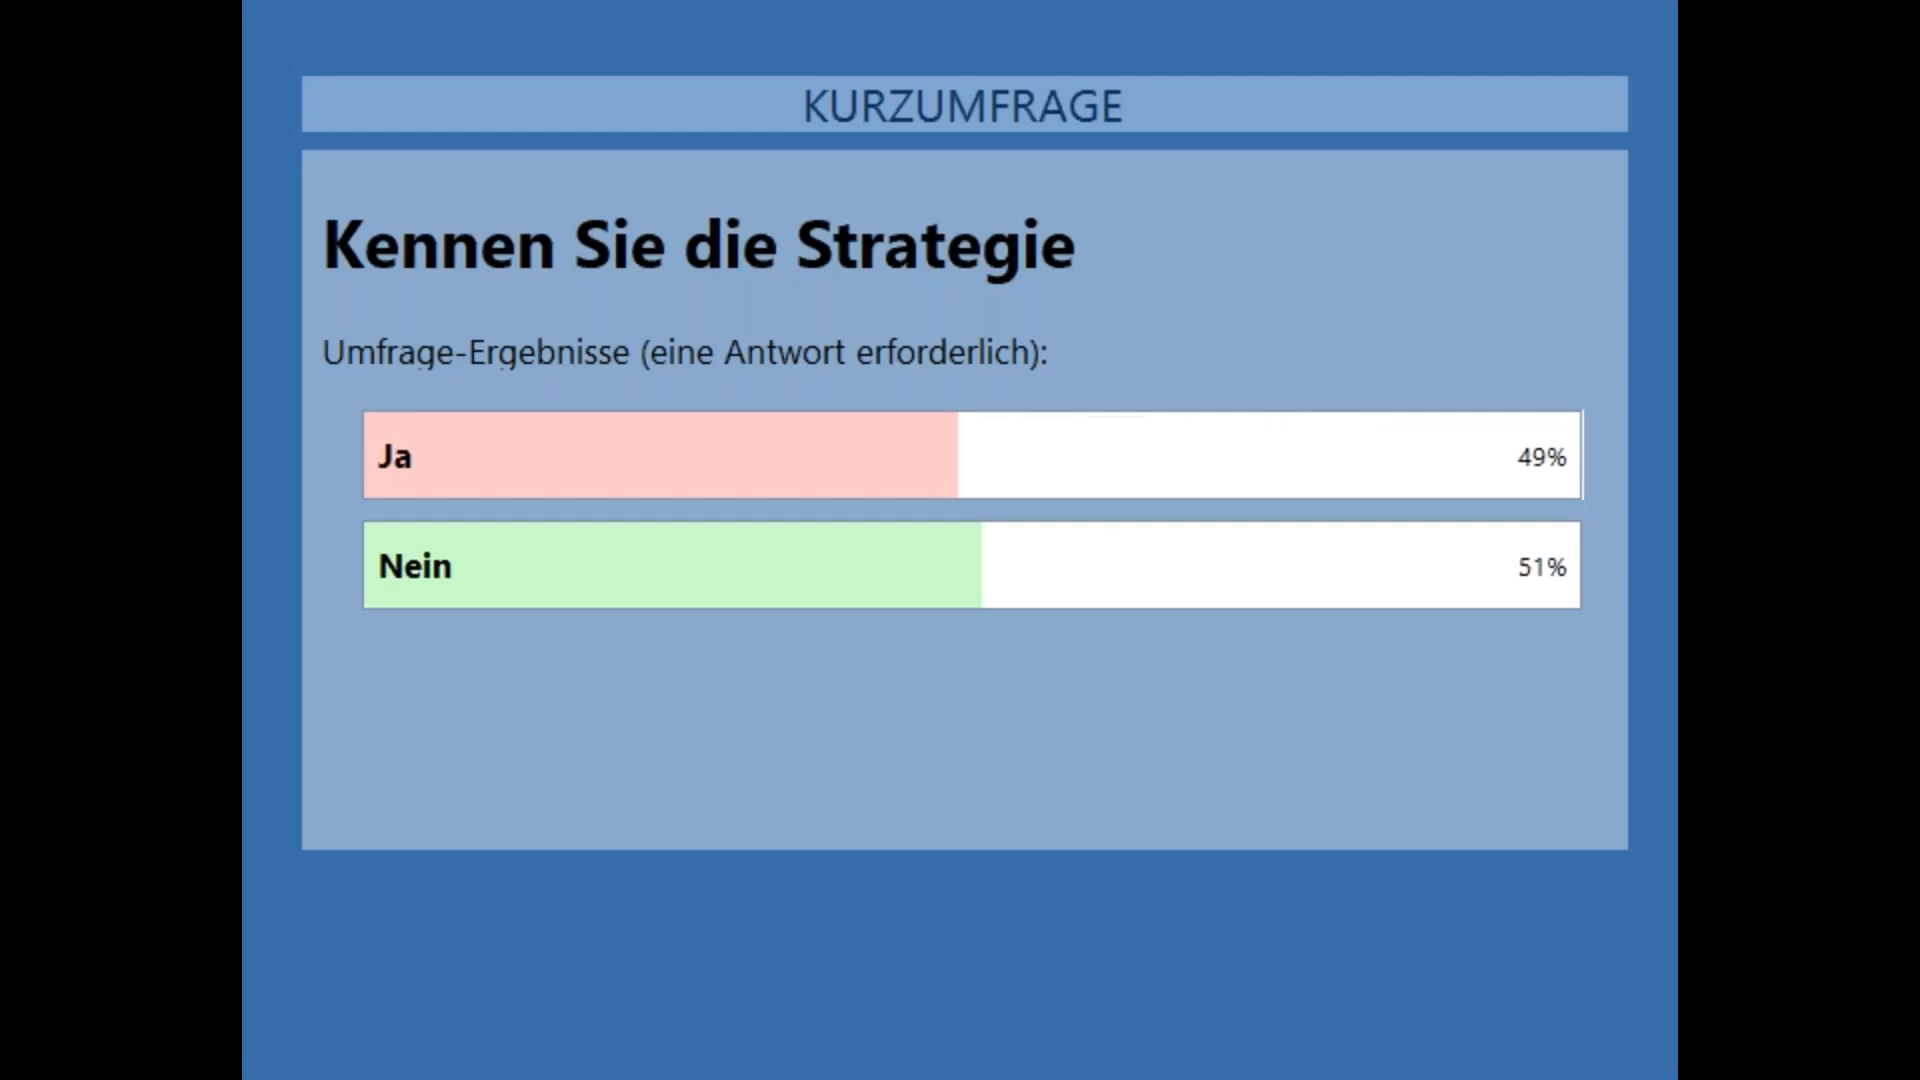 KURZUMFRAGE
Kennen Sie die Strategie
Umfrage-Ergebnisse (eine Antwort erforderlich):
Ja 49%
Nein 51%